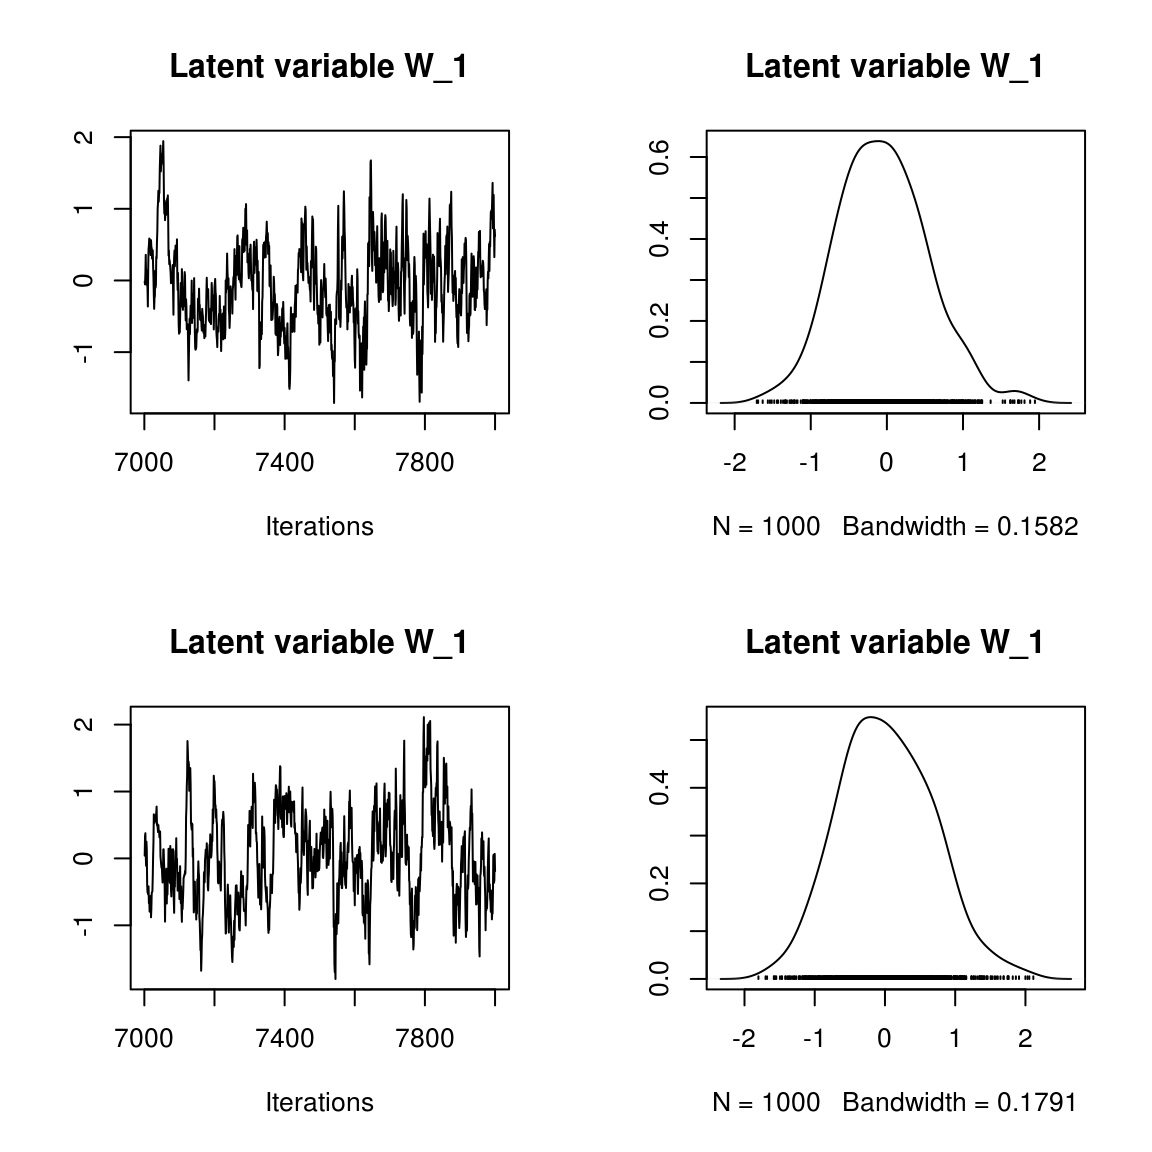 Latent variable W_1
2
1
0
-1
7000 7400 7800
Iterations
Latent variable W_1
0.6
0.4
0.2
0.0
-2 -1 0 1 2
N = 1000 Bandwidth = 0.1582
Latent variable W_1
2
1
0
-1
7000 7400 7800
Iterations
Latent variable W_1
0.4
0.2
0.0
-2 -1 0 1 2
N = 1000 Bandwidth = 0.1791